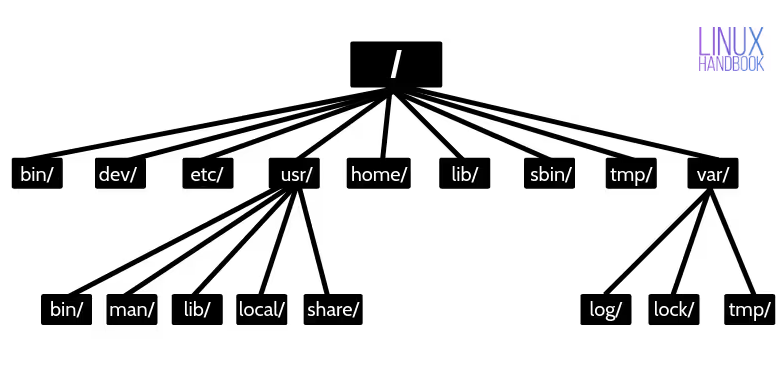 LINUX
HANDBOOK
/
bin/ dev/ etc/ usr/ home/ lib/ sbin/ tmp/ var/
bin/ man/ lib/ local/ share/ log/ lock/ tmp/